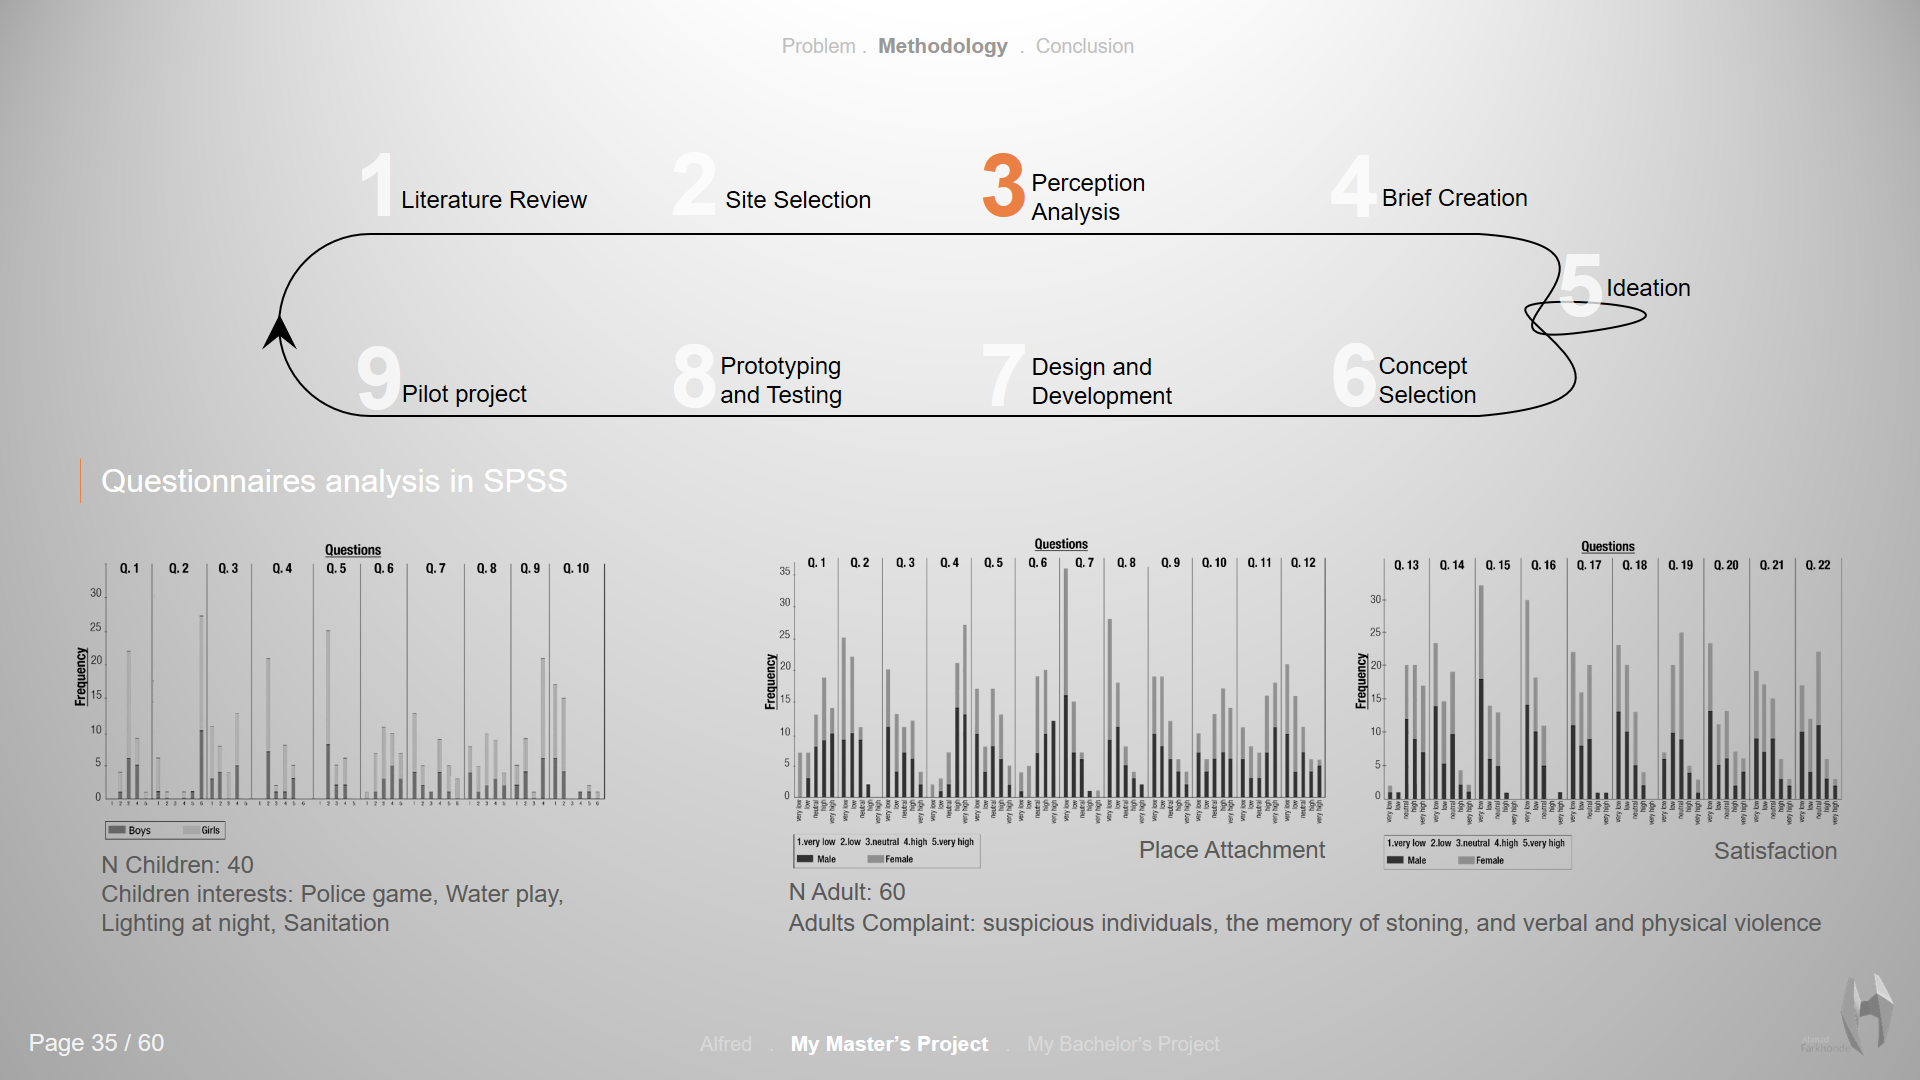 Problem . Methodology . Conclusion
1 Literature Review
2 Site Selection
3 Perception
Analysis
4 Brief Creation
5 Ideation
9 Pilot project
8 Prototyping
and Testing
7 Design and
Development
6 Concept
Selection
Questionnaires analysis in SPSS
Questions
Q. 1 Q. 2 Q. 3 Q. 4 Q. 5 Q. 6 Q. 7 Q. 8 Q. 9 Q. 10
Frequency
30
25
20
15
10
5
0
Boys Girls
N Children: 40
Children interests: Police game, Water play,
Lighting at night, Sanitation
Questions
Q. 1 Q. 2 Q. 3 Q. 4 Q. 5 Q. 6 Q. 7 Q. 8 Q. 9 Q. 10 Q. 11 Q. 12
Frequency
35
30
25
20
15
10
5
0
1.very low 2.low 3.neutral 4.high 5.very high
Male Female
Place Attachment
Questions
Q. 13 Q. 14 Q. 15 Q. 16 Q. 17 Q. 18 Q. 19 Q. 20 Q. 21 Q. 22
Frequency
30
25
20
15
10
5
0
1.very low 2.low 3.neutral 4.high 5.very high
Male Female
Satisfaction
N Adult: 60
Adults Complaint: suspicious individuals, the memory of stoning, and verbal and physical violence
Page 35 / 60
Alfred . My Master's Project . My Bachelor's Project